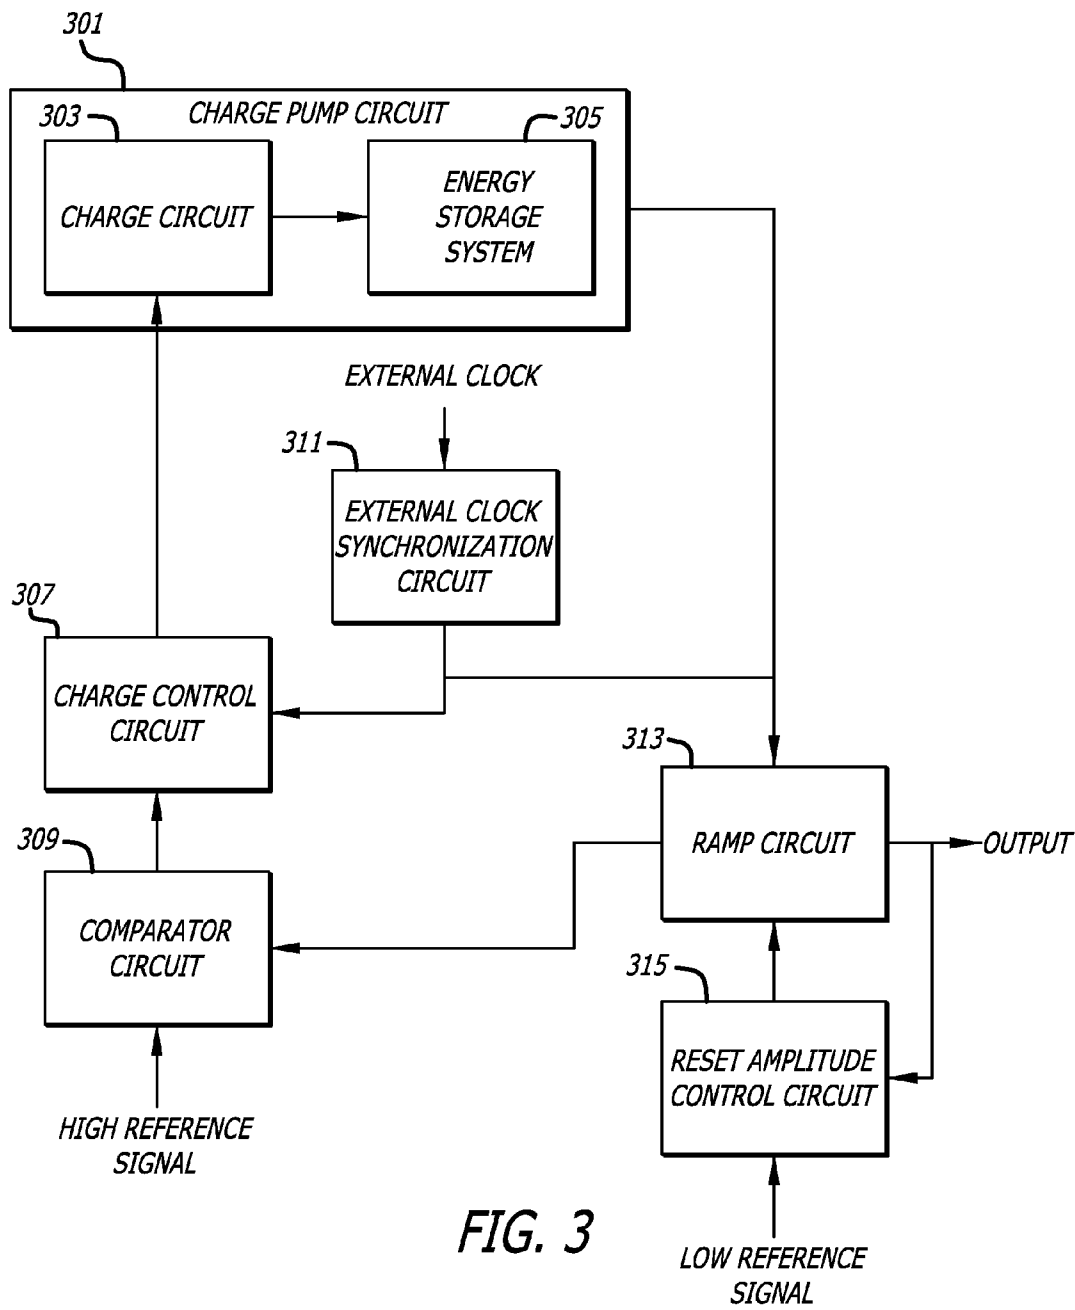 301
CHARGE PUMP CIRCUIT
303
305
CHARGE CIRCUIT
ENERGY
STORAGE
SYSTEM
EXTERNAL CLOCK
311
EXTERNAL CLOCK
SYNCHRONIZATION
CIRCUIT
307
CHARGE CONTROL
CIRCUIT
313
RAMP CIRCUIT
OUTPUT
309
COMPARATOR
CIRCUIT
315
RESET AMPLITUDE
CONTROL CIRCUIT
HIGH REFERENCE
SIGNAL
LOW REFERENCE
SIGNAL
FIG. 3